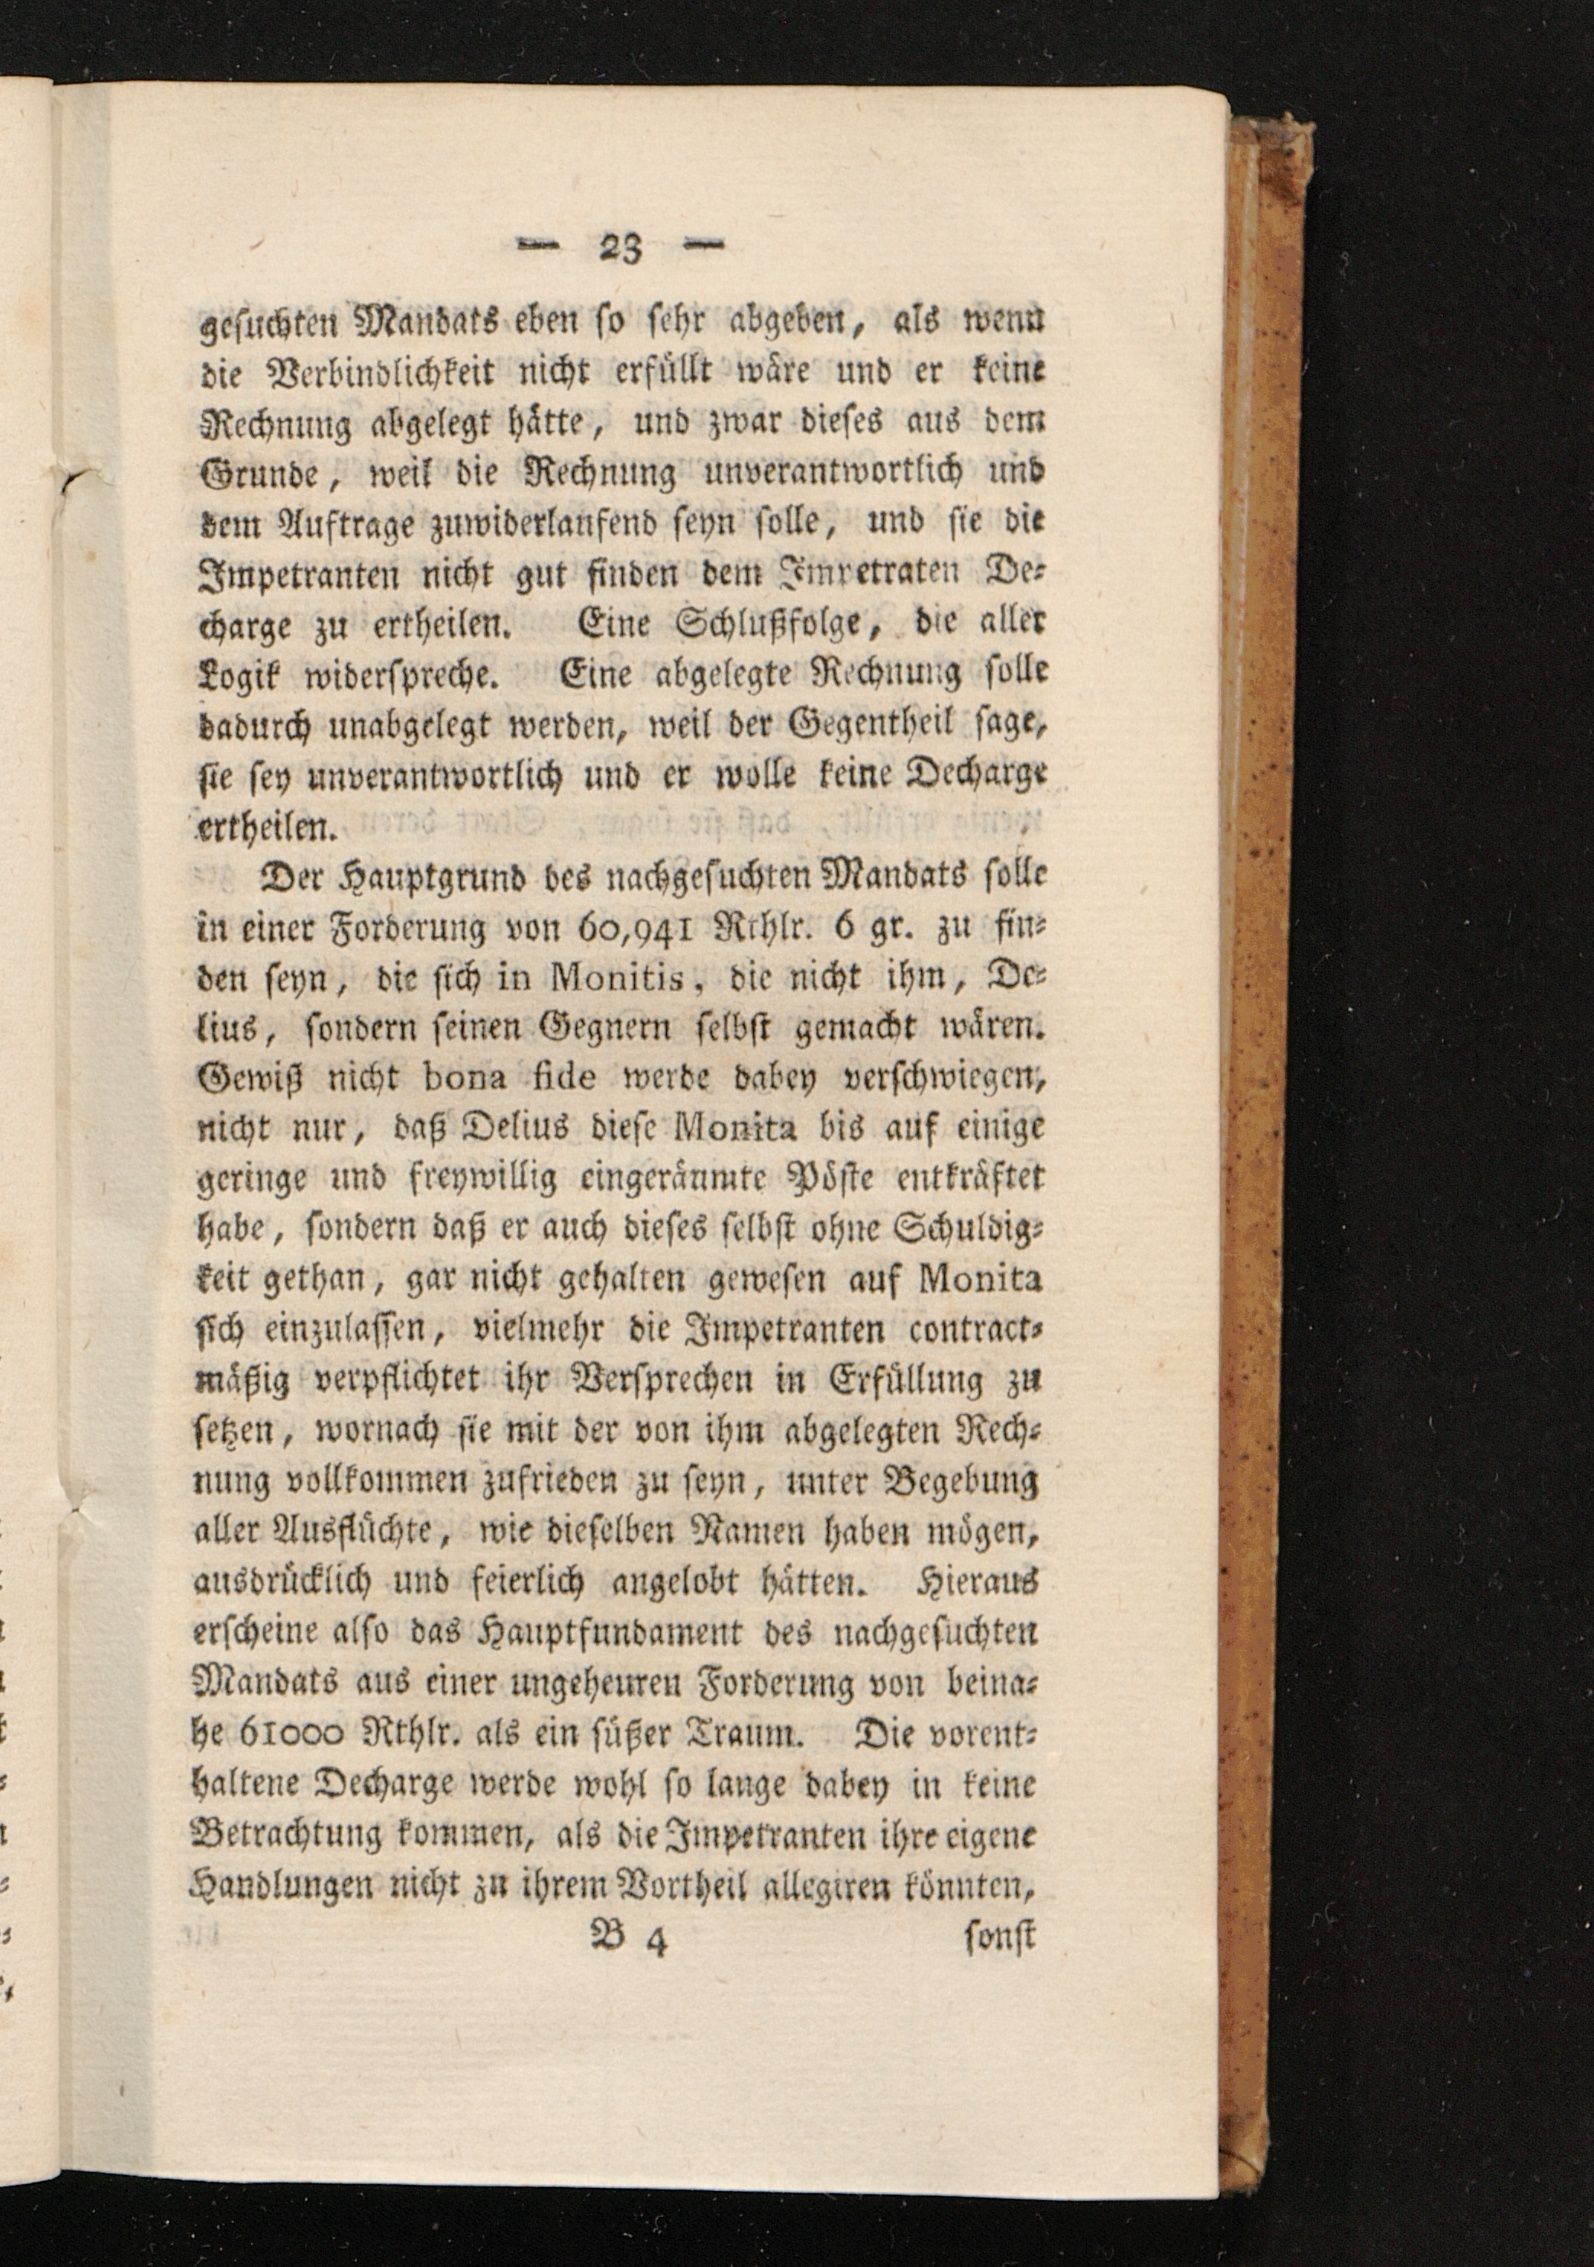 — 23 —
gesuchten Mandats eben so sehr abgeben, als wenn
die Verbindlichkeit nicht erfüllt wäre und er keine
Rechnung abgelegt hätte, und zwar dieses aus dem
Grunde, weil die Rechnung unverantwortlich und
dem Auftrage zuwiderlaufend seyn solle, und sie die
Impetranten nicht gut finden dem Impetraten De-
charge zu ertheilen. Eine Schlußfolge, die aller
Logik widerspreche. Eine abgelegte Rechnung solle
dadurch unabgelegt werden, weil der Gegentheil sage,
sie sey unverantwortlich und er wolle keine Decharge
ertheilen.
Der Hauptgrund des nachgesuchten Mandats solle
in einer Forderung von 60,941 Rthlr. 6 gr. zu fin-
den seyn, die sich in Monitis, die nicht ihm, De-
lius, sondern seinen Gegnern selbst gemacht wären.
Gewiß nicht bona fide werde dabey verschwiegen,
nicht nur, daß Delius diese Monita bis auf einige
geringe und freywillig eingeräumte Pöste entkräftet
habe, sondern daß er auch dieses selbst ohne Schuldig-
keit gethan, gar nicht gehalten gewesen auf Monita
sich einzulassen, vielmehr die Impetranten contract-
mäßig verpflichtet ihr Versprechen in Erfüllung zu
setzen, wornach sie mit der von ihm abgelegten Rech-
nung vollkommen zufrieden zu seyn, unter Begebung
aller Ausflüchte, wie dieselben Namen haben mögen,
ausdrücklich und feierlich angelobt hätten. Hieraus
erscheine also das Hauptfundament des nachgesuchten
Mandats aus einer ungeheuren Forderung von beina-
he 61000 Rthlr. als ein süßer Traum. Die vorent-
haltene Decharge werde wohl so lange dabey in keine
Betrachtung kommen, als die Impetranten ihre eigene
Handlungen nicht zu ihrem Vortheil allegiren könnten,
B 4 sonst